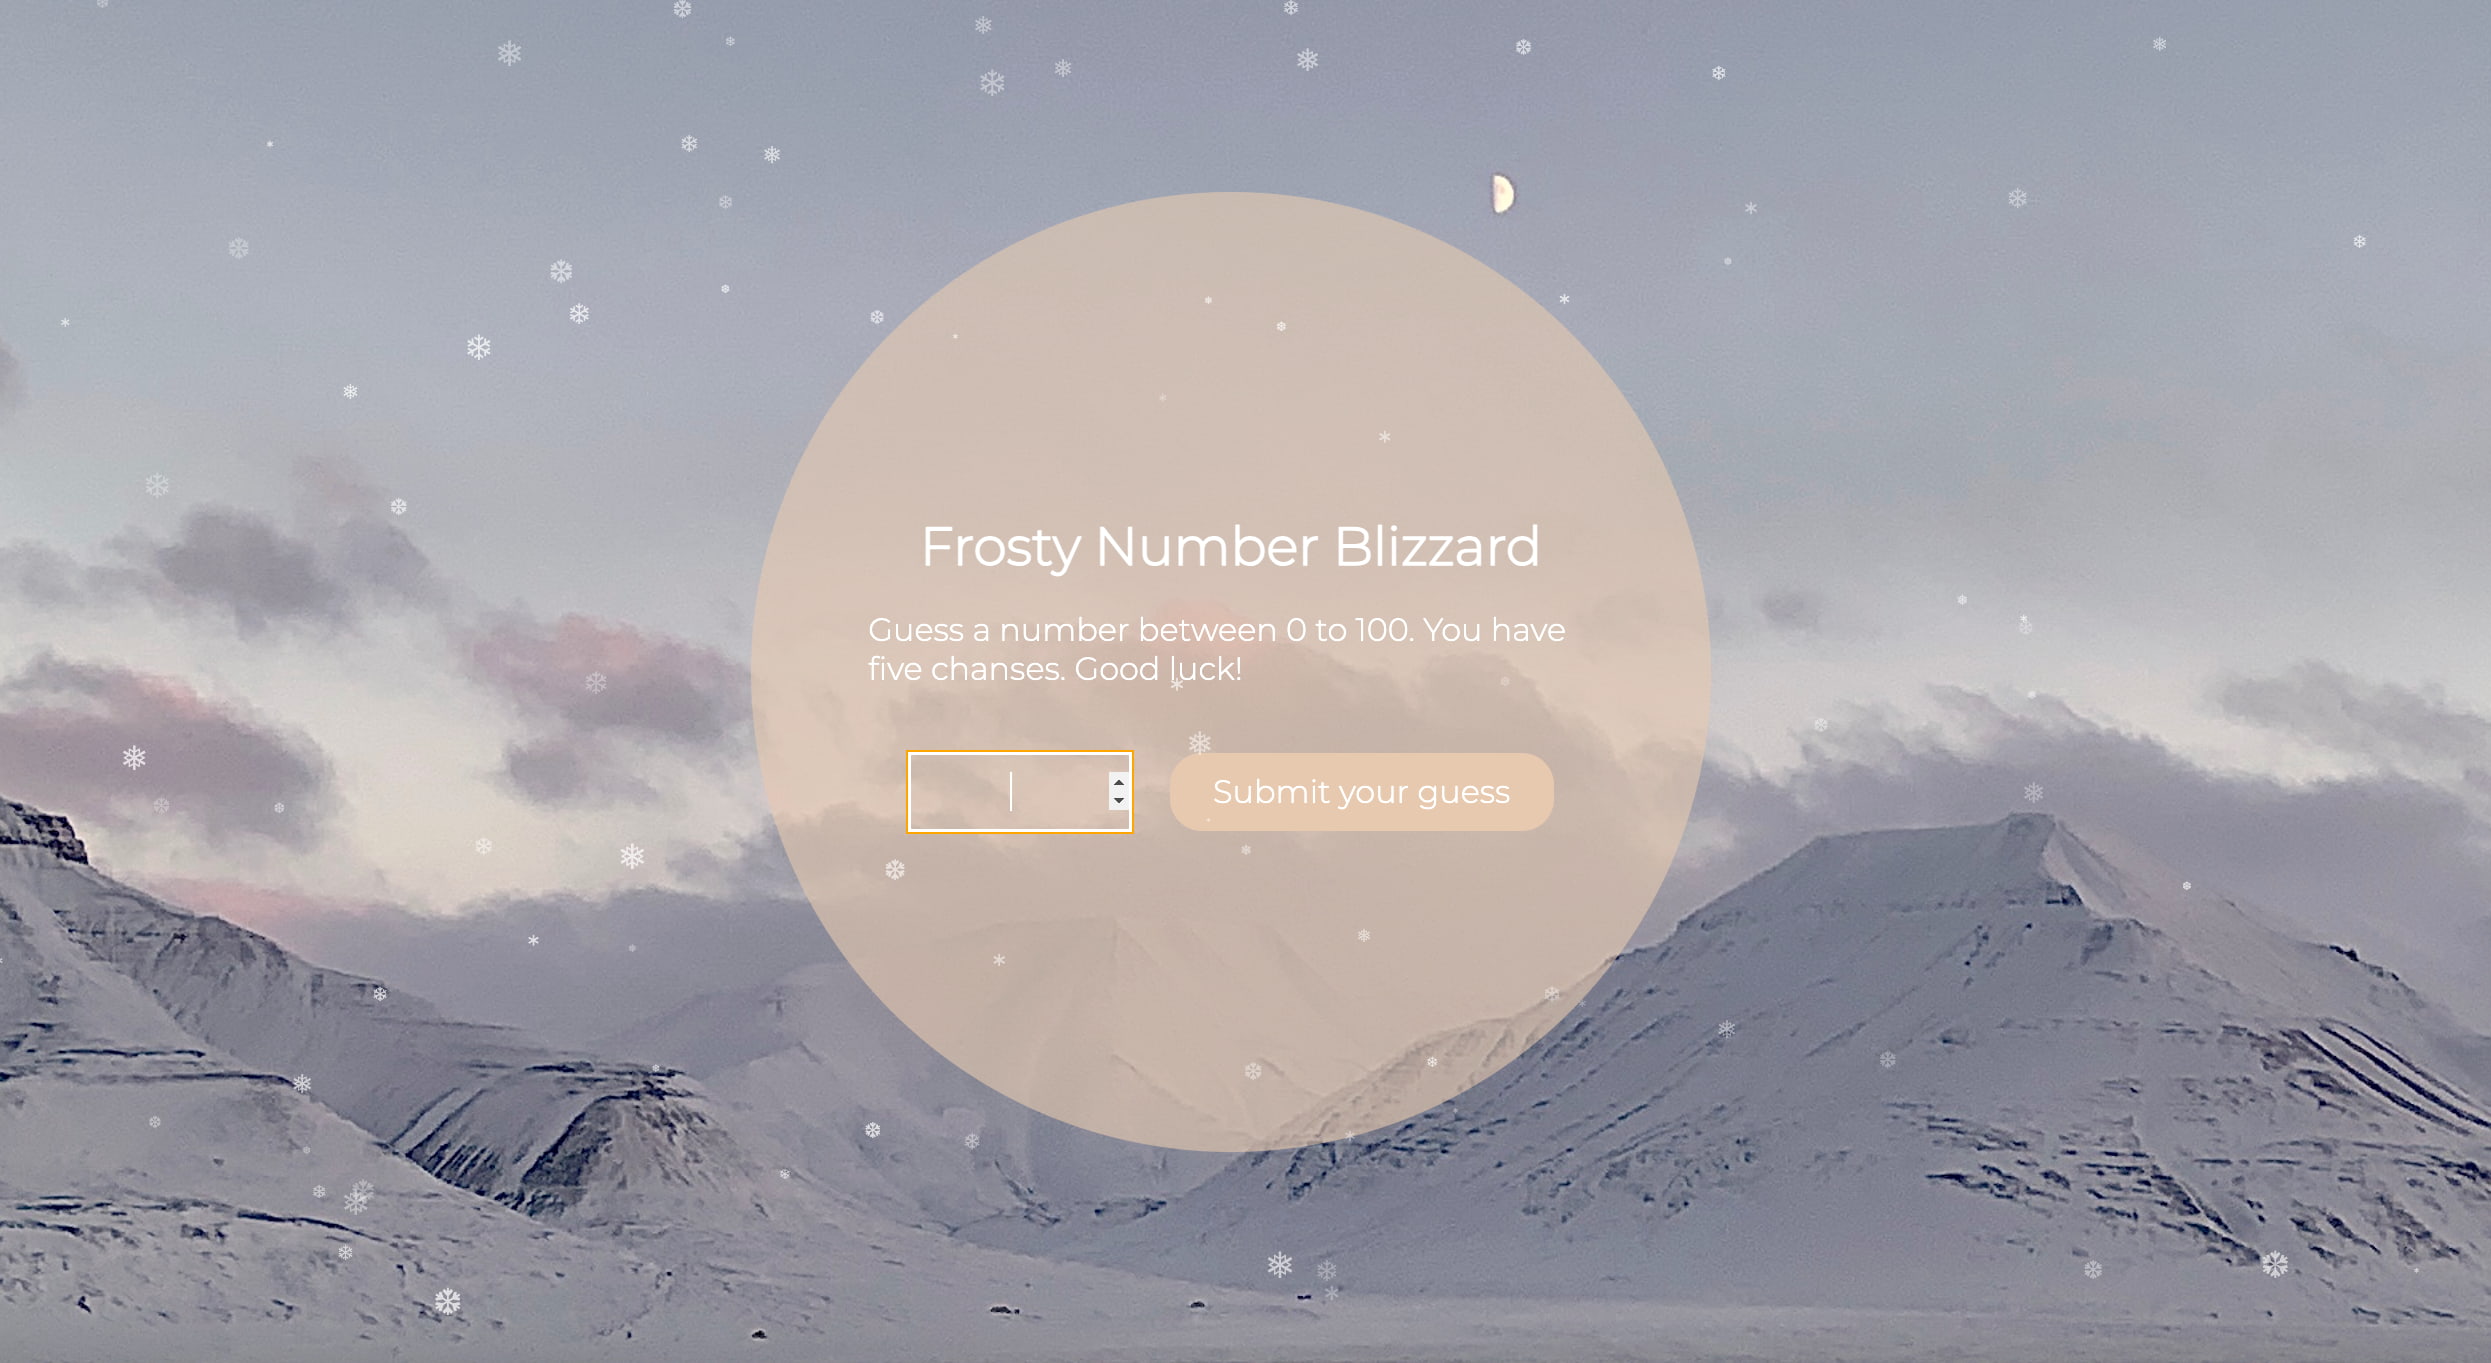 Frosty Number Blizzard
Guess a number between 0 to 100. You have
five chanses. Good luck!
Submit your guess